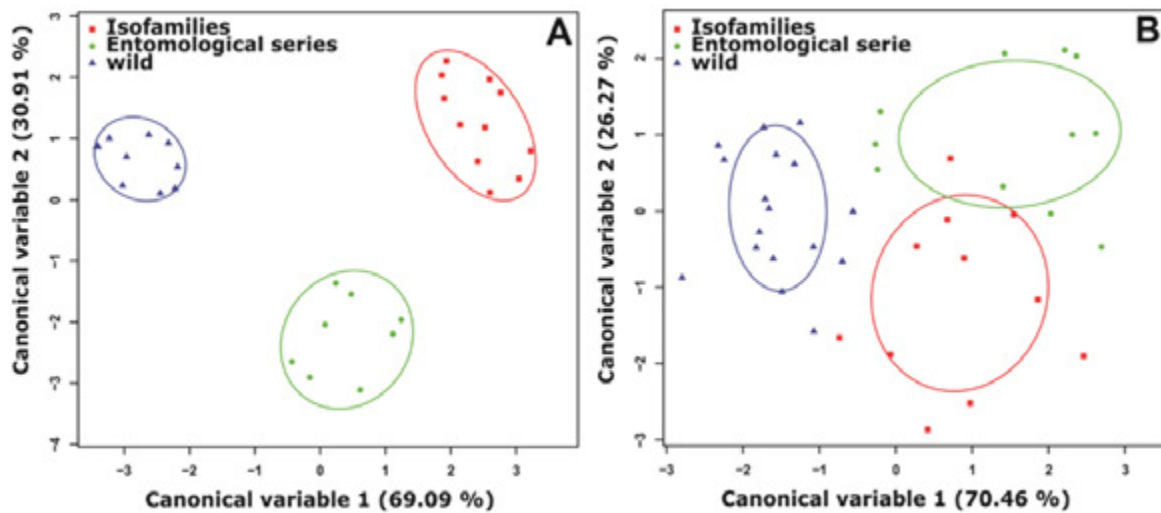 A
Isofamilies
Entomological series
wild
Canonical variable 2 (30.91 %)
3
2
1
0
−1
−2
−3
−4
−3
−2
−1
0
1
2
3
Canonical variable 1 (69.09 %)
B
Isofamilies
Entomological serie
wild
Canonical variable 2 (26.27 %)
2
1
0
−1
−2
−3
−3
−2
−1
0
1
2
3
Canonical variable 1 (70.46 %)